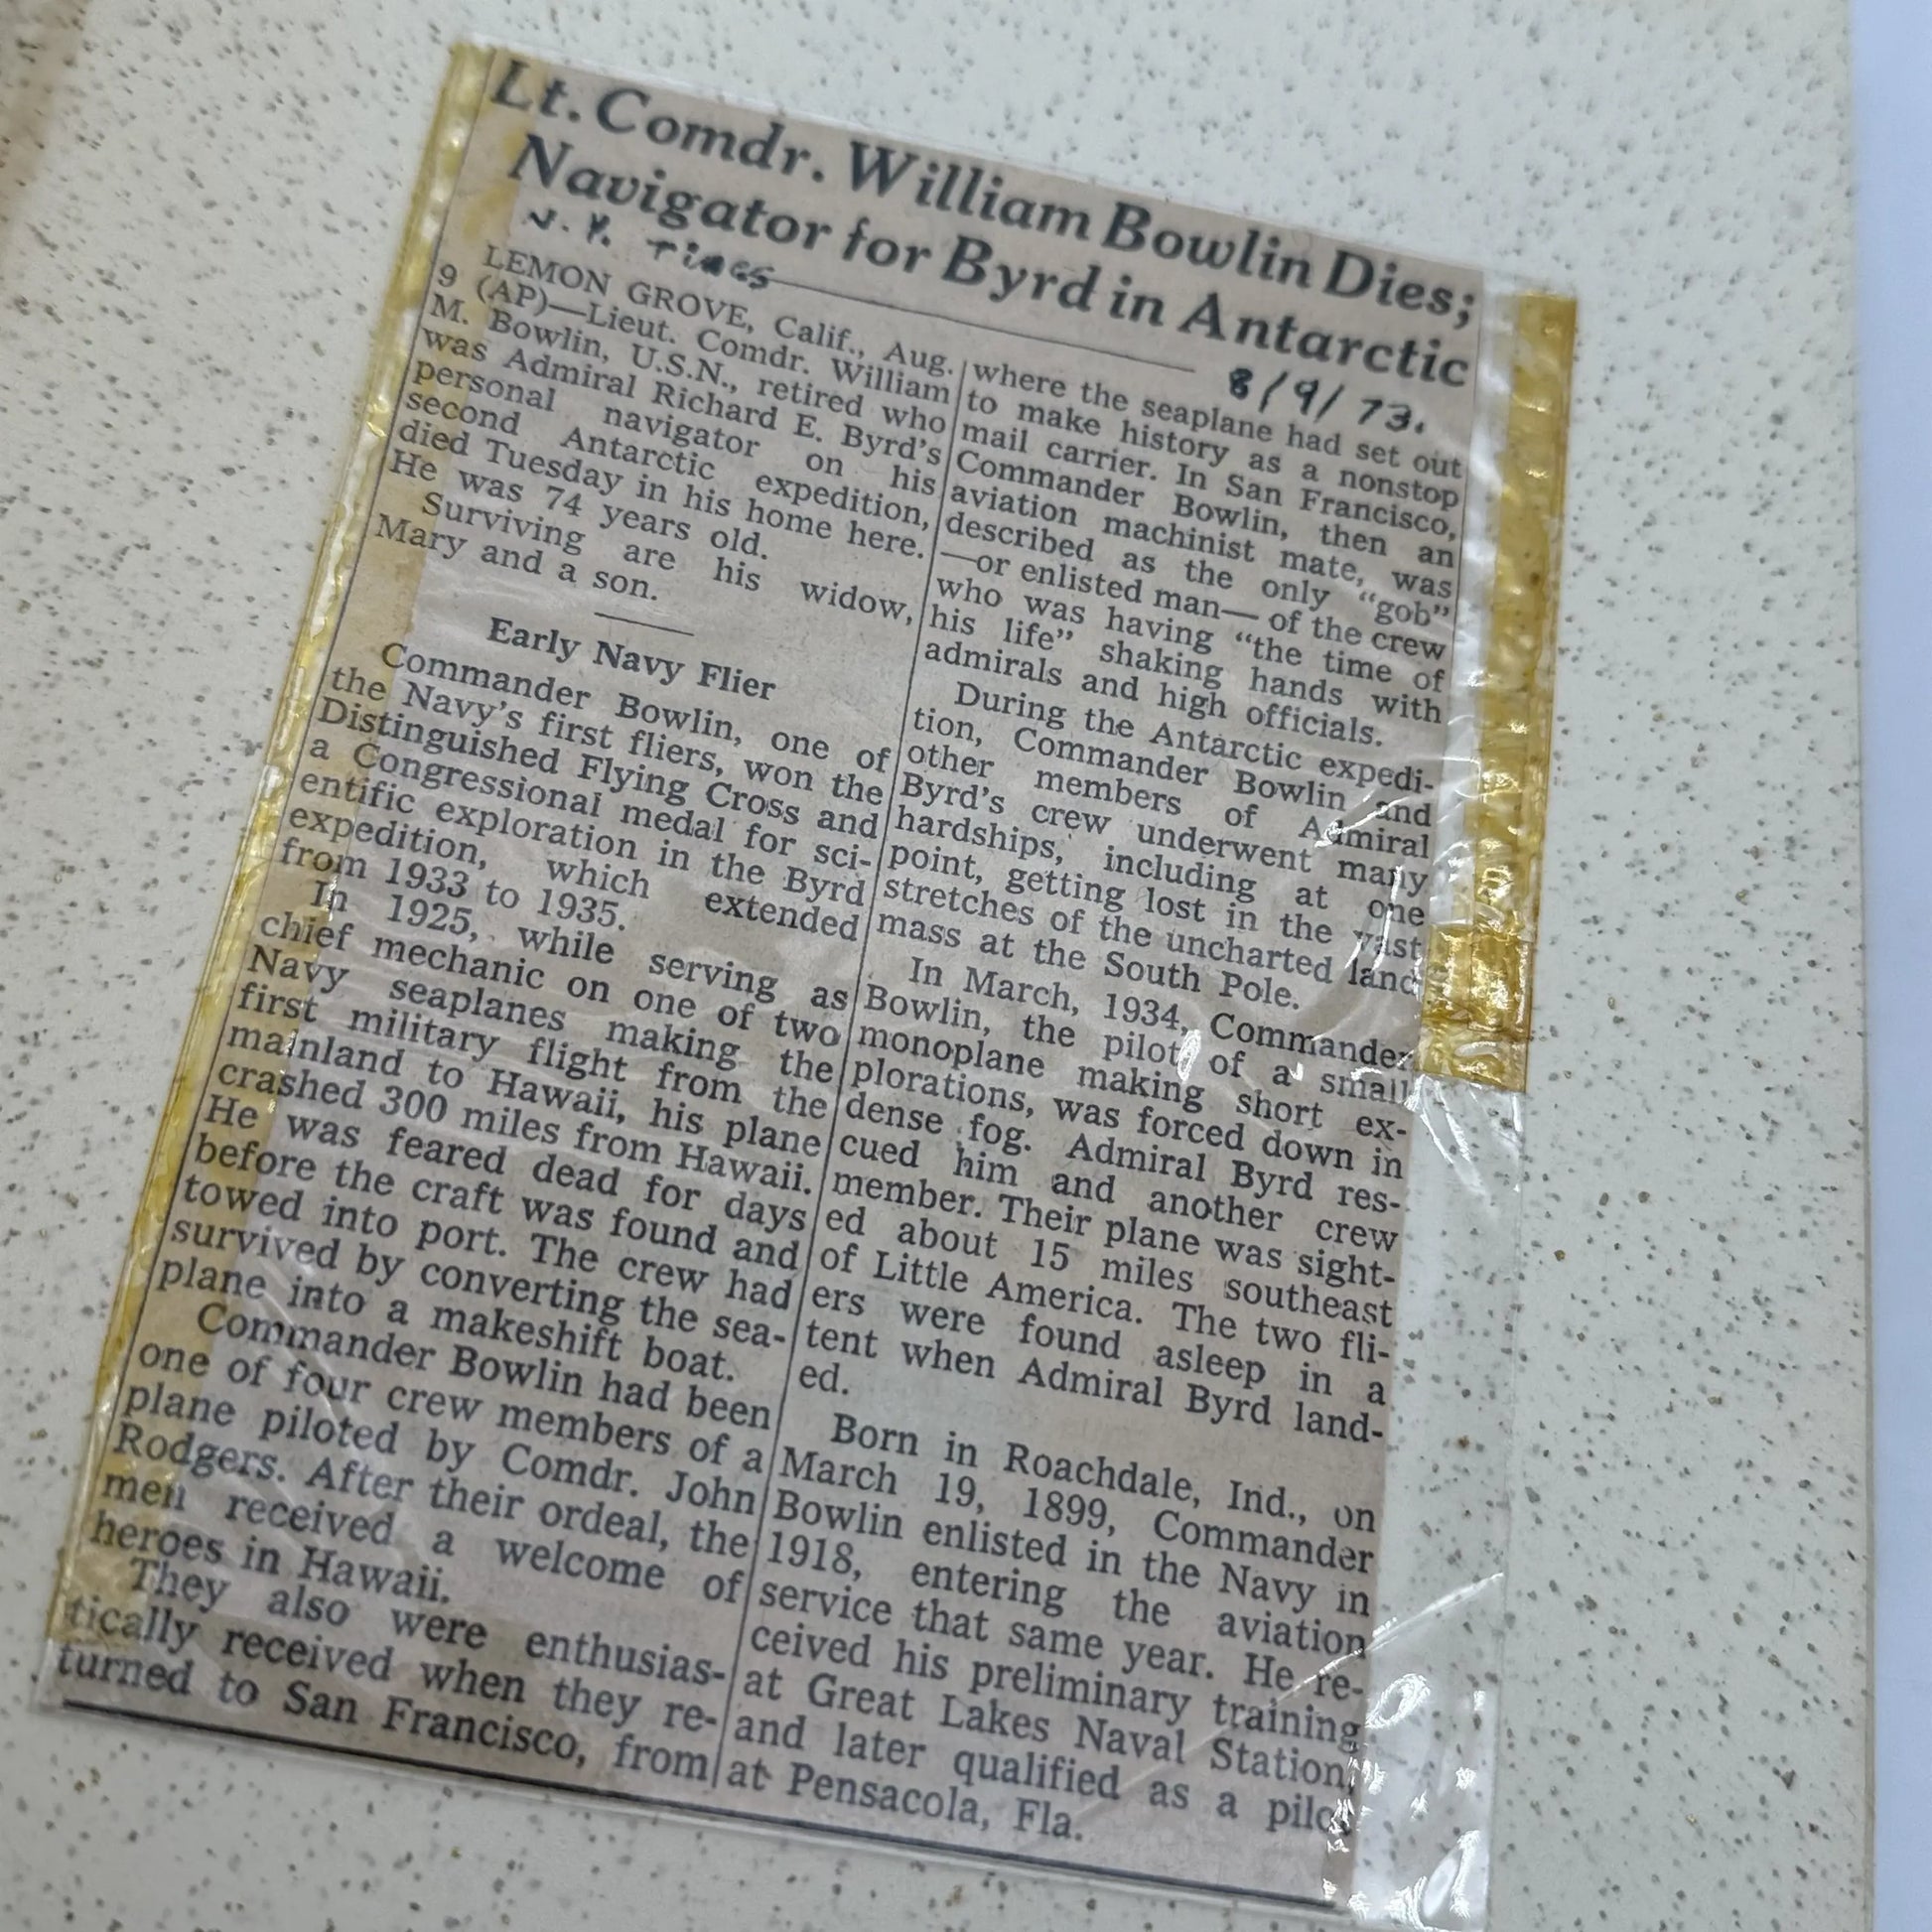 Lt. Comdr. William Bowlin Dies;
Navigator for Byrd in Antarctic
N. Y. Times
8/9/73.
LEMON GROVE, Calif., Aug.
9 (AP)—Lieut. Comdr. William
M. Bowlin, U.S.N., retired who
was Admiral Richard E. Byrd's
personal navigator on his
second Antarctic expedition,
died Tuesday in his home here.
He was 74 years old.
Surviving are his widow,
Mary and a son.
Early Navy Flier
Commander Bowlin, one of
the Navy's first fliers, won the
Distinguished Flying Cross and
a Congressional medal for sci-
entific exploration in the Byrd
expedition, which extended
from 1933 to 1935.
In 1925, while serving as
chief mechanic on one of two
Navy seaplanes making the
first military flight from the
mainland to Hawaii, his plane
crashed 300 miles from Hawaii.
He was feared dead for days
before the craft was found and
towed into port. The crew had
survived by converting the sea-
plane into a makeshift boat.
Commander Bowlin had been
one of four crew members of a
plane piloted by Comdr. John
Rodgers. After their ordeal, the
men received a welcome of
heroes in Hawaii.
They also were enthusias-
tically received when they re-
turned to San Francisco, from
where the seaplane had set out
to make history as a nonstop
mail carrier. In San Francisco,
Commander Bowlin, then an
aviation machinist mate, was
described as the only "gob"
—or enlisted man— of the crew
who was having "the time of
his life" shaking hands with
admirals and high officials.
During the Antarctic expedi-
tion, Commander Bowlin and
other members of Admiral
Byrd's crew underwent many
hardships, including at one
point, getting lost in the vast
stretches of the uncharted land
mass at the South Pole.
In March, 1934, Commander
Bowlin, the pilot of a small
monoplane making short ex-
plorations, was forced down in
dense fog. Admiral Byrd res-
cued him and another crew
member. Their plane was sight-
ed about 15 miles southeast
of Little America. The two fli-
ers were found asleep in a
tent when Admiral Byrd land-
ed.
Born in Roachdale, Ind., on
March 19, 1899, Commander
Bowlin enlisted in the Navy in
1918, entering the aviation
service that same year. He re-
ceived his preliminary training
at Great Lakes Naval Station
and later qualified as a pilot
at Pensacola, Fla.